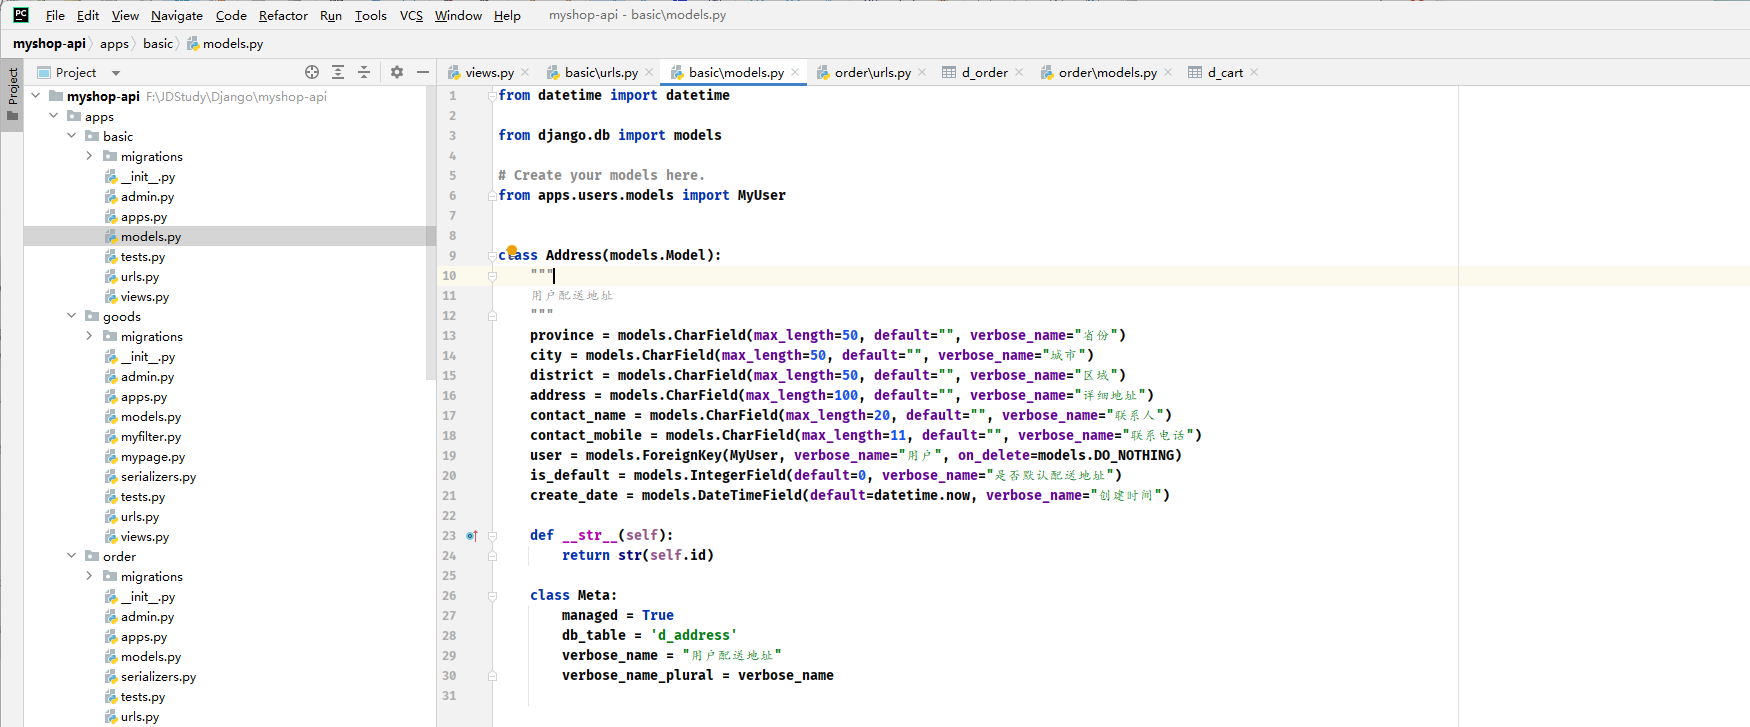 File Edit View Navigate Code Refactor Run Tools VCS Window Help myshop-api - basic\models.py
myshop-api apps basic models.py
Project
Project
myshop-api F:\JDStudy\Django\myshop-api
apps
basic
migrations
__init__.py
admin.py
apps.py
models.py
tests.py
urls.py
views.py
goods
migrations
__init__.py
admin.py
apps.py
models.py
myfilter.py
mypage.py
serializers.py
tests.py
urls.py
views.py
order
migrations
__init__.py
admin.py
apps.py
models.py
serializers.py
tests.py
urls.py
views.py basic\urls.py basic\models.py order\urls.py d_order order\models.py d_cart
1 from datetime import datetime
2
3 from django.db import models
4
5 # Create your models here.
6 from apps.users.models import MyUser
7
8
9 class Address(models.Model):
10 """
11 用户配送地址
12 """
13 province = models.CharField(max_length=50, default="", verbose_name="省份")
14 city = models.CharField(max_length=50, default="", verbose_name="城市")
15 district = models.CharField(max_length=50, default="", verbose_name="区域")
16 address = models.CharField(max_length=100, default="", verbose_name="详细地址")
17 contact_name = models.CharField(max_length=20, default="", verbose_name="联系人")
18 contact_mobile = models.CharField(max_length=11, default="", verbose_name="联系电话")
19 user = models.ForeignKey(MyUser, verbose_name="用户", on_delete=models.DO_NOTHING)
20 is_default = models.IntegerField(default=0, verbose_name="是否默认配送地址")
21 create_date = models.DateTimeField(default=datetime.now, verbose_name="创建时间")
22
23 def __str__(self):
24 return str(self.id)
25
26 class Meta:
27 managed = True
28 db_table = 'd_address'
29 verbose_name = "用户配送地址"
30 verbose_name_plural = verbose_name
31